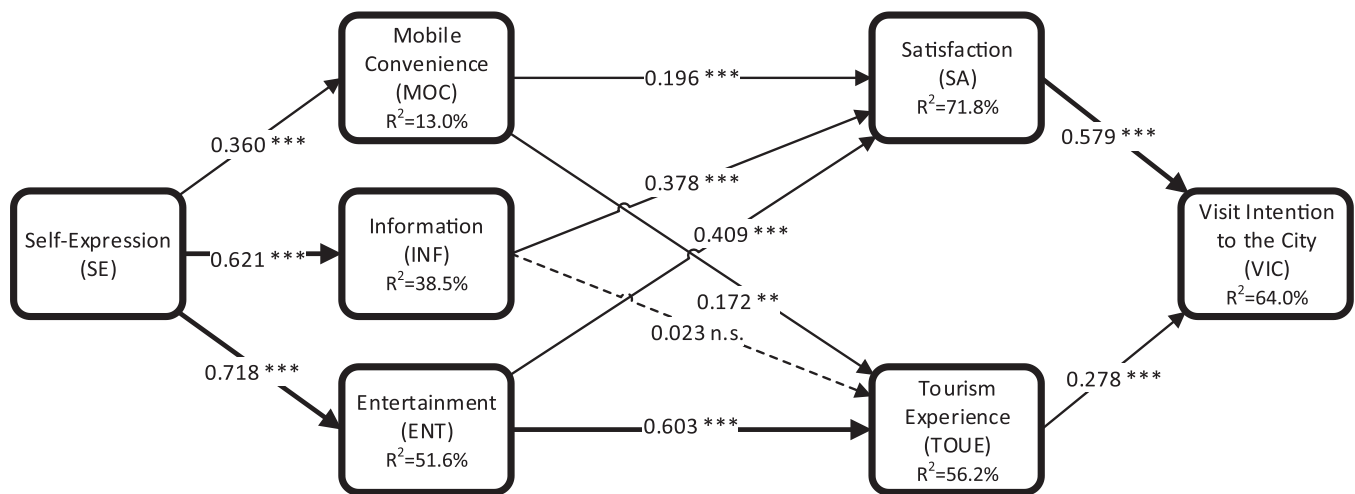 Mobile
Convenience
(MOC)
R²=13.0%
Satisfaction
(SA)
R²=71.8%
0.196 ***
0.360 ***
0.579 ***
0.378 ***
Self-Expression
(SE)
Information
(INF)
R²=38.5%
0.621 ***
0.409 ***
Visit Intention
to the City
(VIC)
R²=64.0%
0.172 **
0.023 n.s.
0.718 ***
0.278 ***
Entertainment
(ENT)
R²=51.6%
0.603 ***
Tourism
Experience
(TOUE)
R²=56.2%